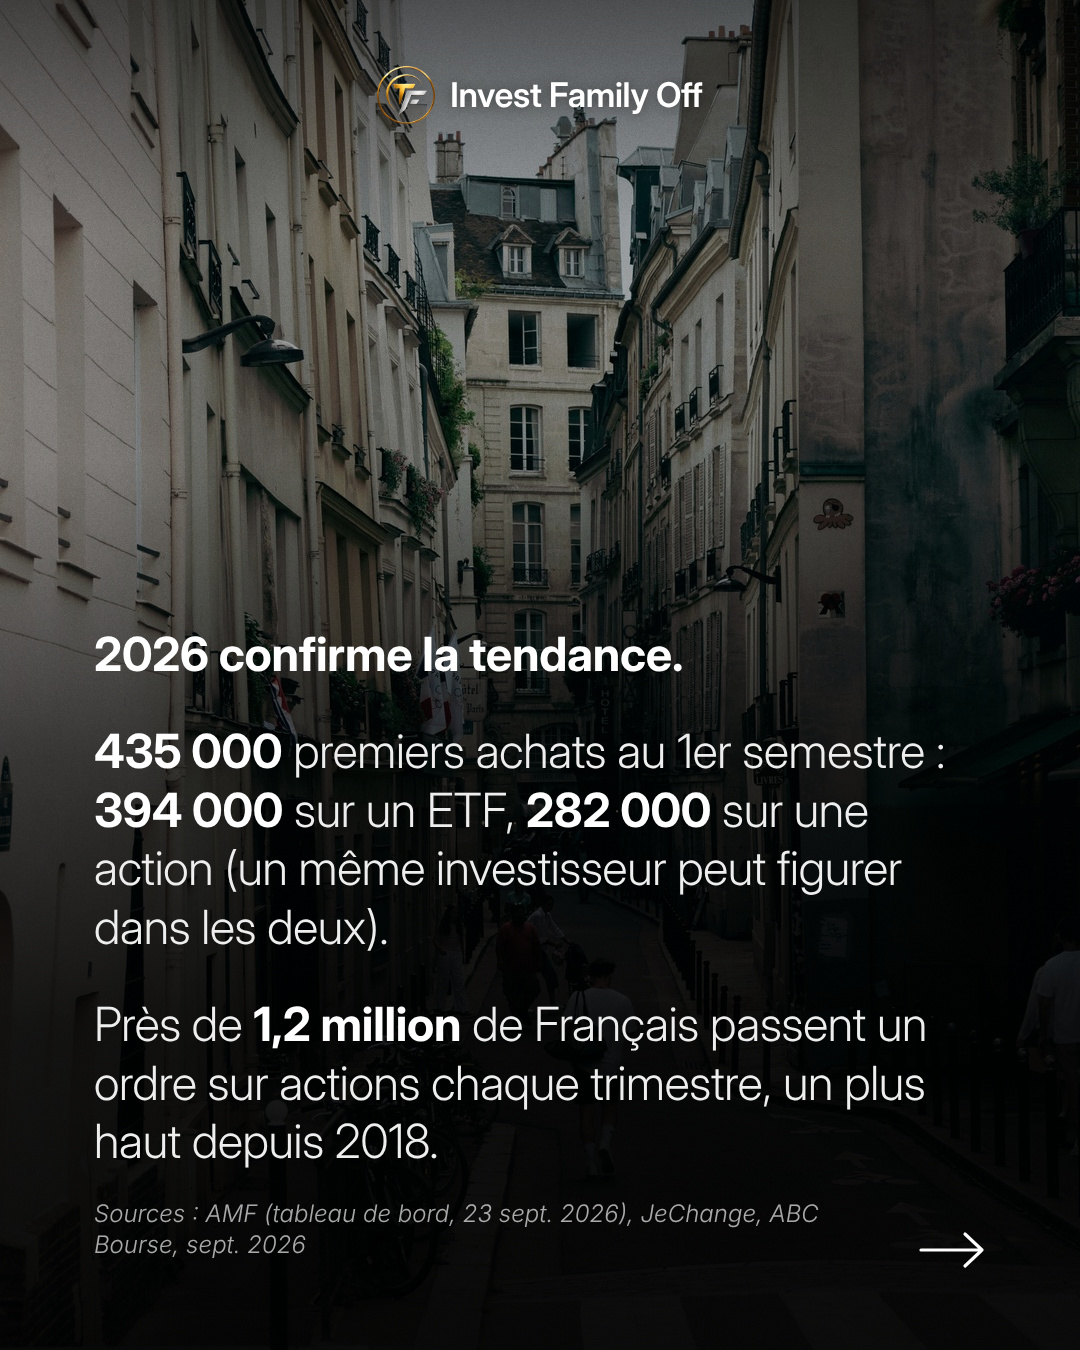 Invest Family Off
2026 confirme la tendance.
435 000 premiers achats au 1er semestre :
394 000 sur un ETF, 282 000 sur une
action (un même investisseur peut figurer
dans les deux).
Près de 1,2 million de Français passent un
ordre sur actions chaque trimestre, un plus
haut depuis 2018.
Sources : AMF (tableau de bord, 23 sept. 2026), JeChange, ABC
Bourse, sept. 2026